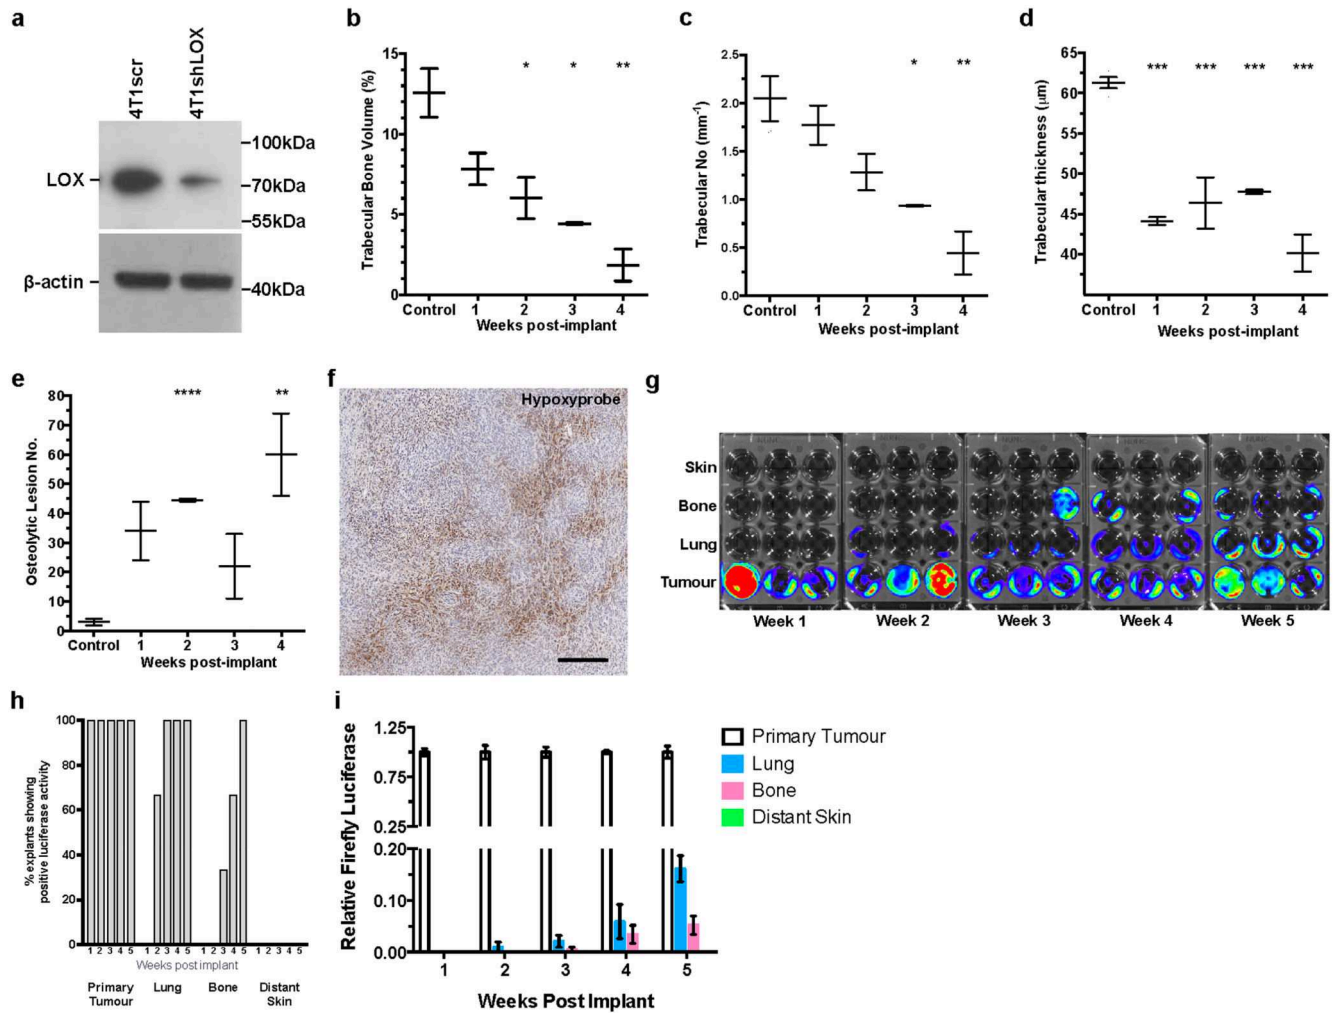 a
4T1scr
4T1shLOX
LOX
100kDa
70kDa
55kDa
β-actin
40kDa
b
Trabecular Bone Volume (%)
15
10
5
0
* * **
Control 1 2 3 4
Weeks post-implant
c
Trabecular No (mm⁻¹)
2.5
2.0
1.5
1.0
0.5
0.0
* **
Control 1 2 3 4
Weeks post-implant
d
Trabecular thickness (μm)
65
60
55
50
45
40
*** *** *** ***
Control 1 2 3 4
Weeks post-implant
e
Osteolytic Lesion No.
80
70
60
50
40
30
20
10
0
**** **
Control 1 2 3 4
Weeks post-implant
f
Hypoxyprobe
g
Skin
Bone
Lung
Tumour
Week 1 Week 2 Week 3 Week 4 Week 5
h
% explants showing
positive luciferase activity
100
80
60
40
20
0
1 2 3 4 5 1 2 3 4 5 1 2 3 4 5 1 2 3 4 5
Weeks post implant
Primary Tumour
Lung
Bone
Distant Skin
i
Relative Firefly Luciferase
1.25
0.75
0.25
0.20
0.10
0.00
1 2 3 4 5
Weeks Post Implant
Primary Tumour
Lung
Bone
Distant Skin